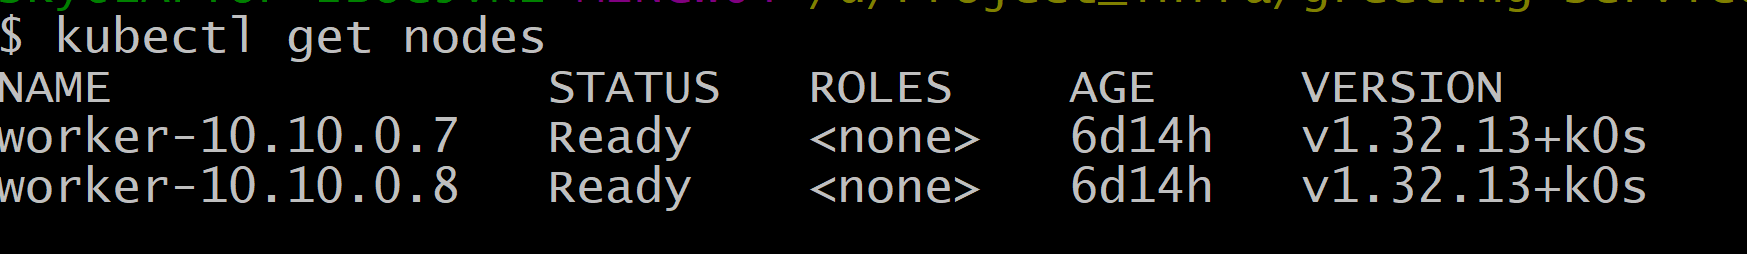 $ kubectl get nodes
NAME STATUS ROLES AGE VERSION
worker-10.10.0.7 Ready <none> 6d14h v1.32.13+k0s
worker-10.10.0.8 Ready <none> 6d14h v1.32.13+k0s